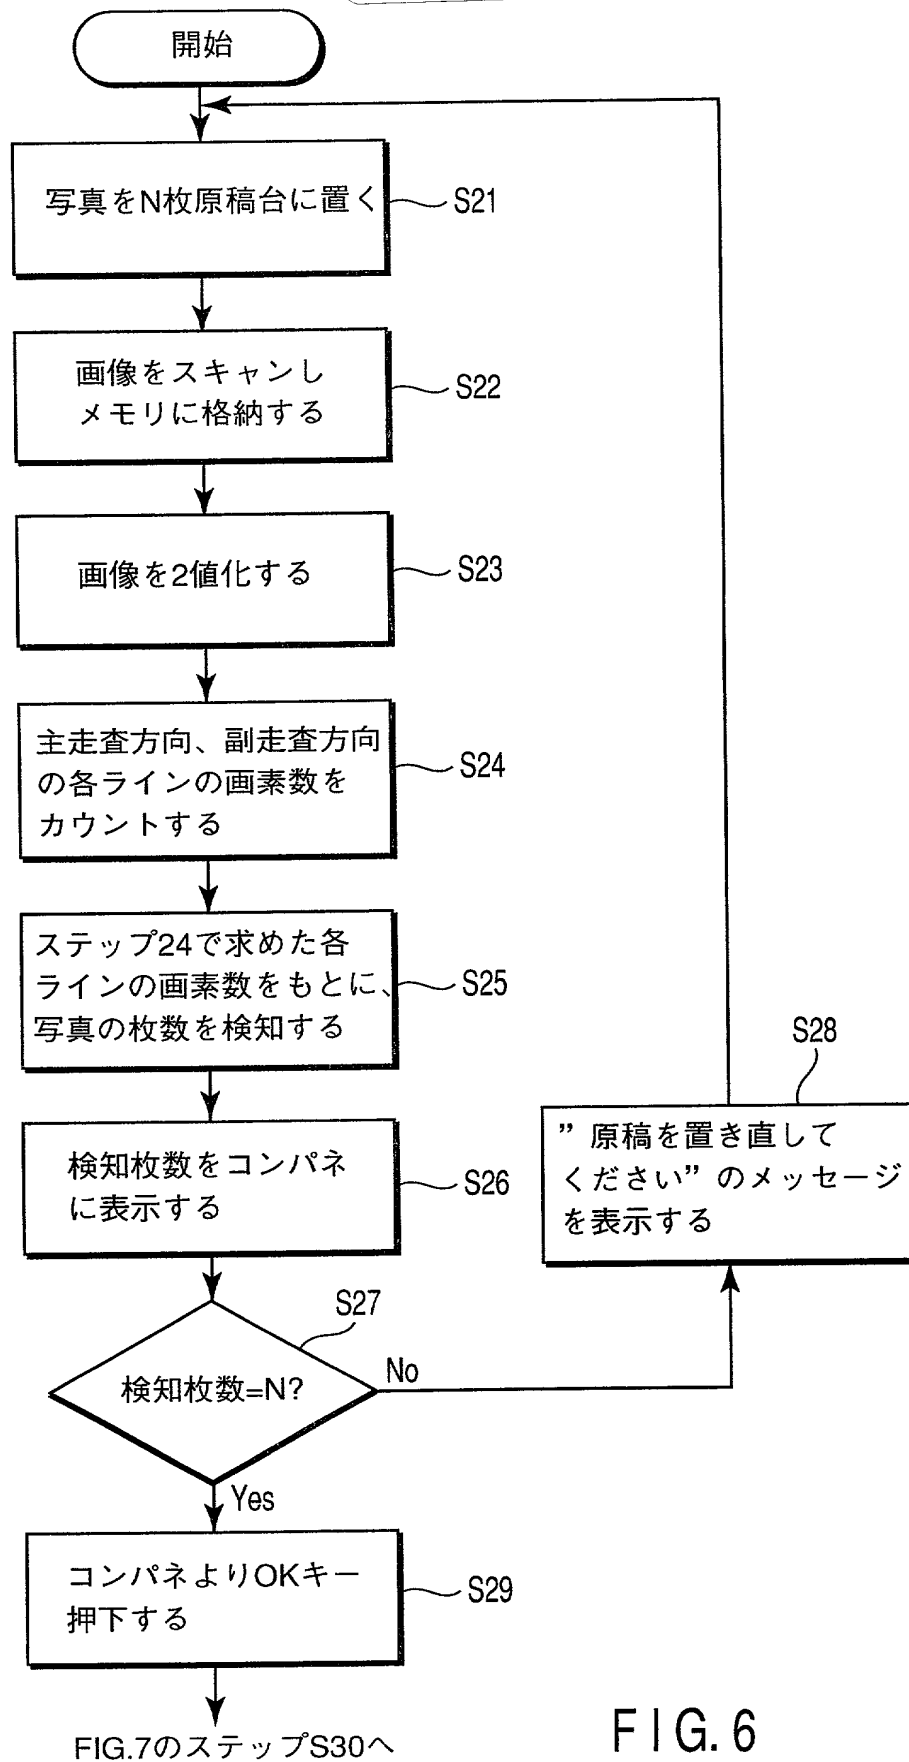 開始
写真をN枚原稿台に置く
S21
画像をスキャンし
メモリに格納する
S22
画像を2値化する
S23
主走査方向、副走査方向
の各ラインの画素数を
カウントする
S24
ステップ24で求めた各
ラインの画素数をもとに、
写真の枚数を検知する
S25
検知枚数をコンパネ
に表示する
S26
S27
検知枚数=N?
No
S28
”原稿を置き直して
ください”のメッセージ
を表示する
Yes
コンパネよりOKキー
押下する
S29
FIG.7のステップS30へ
FIG. 6